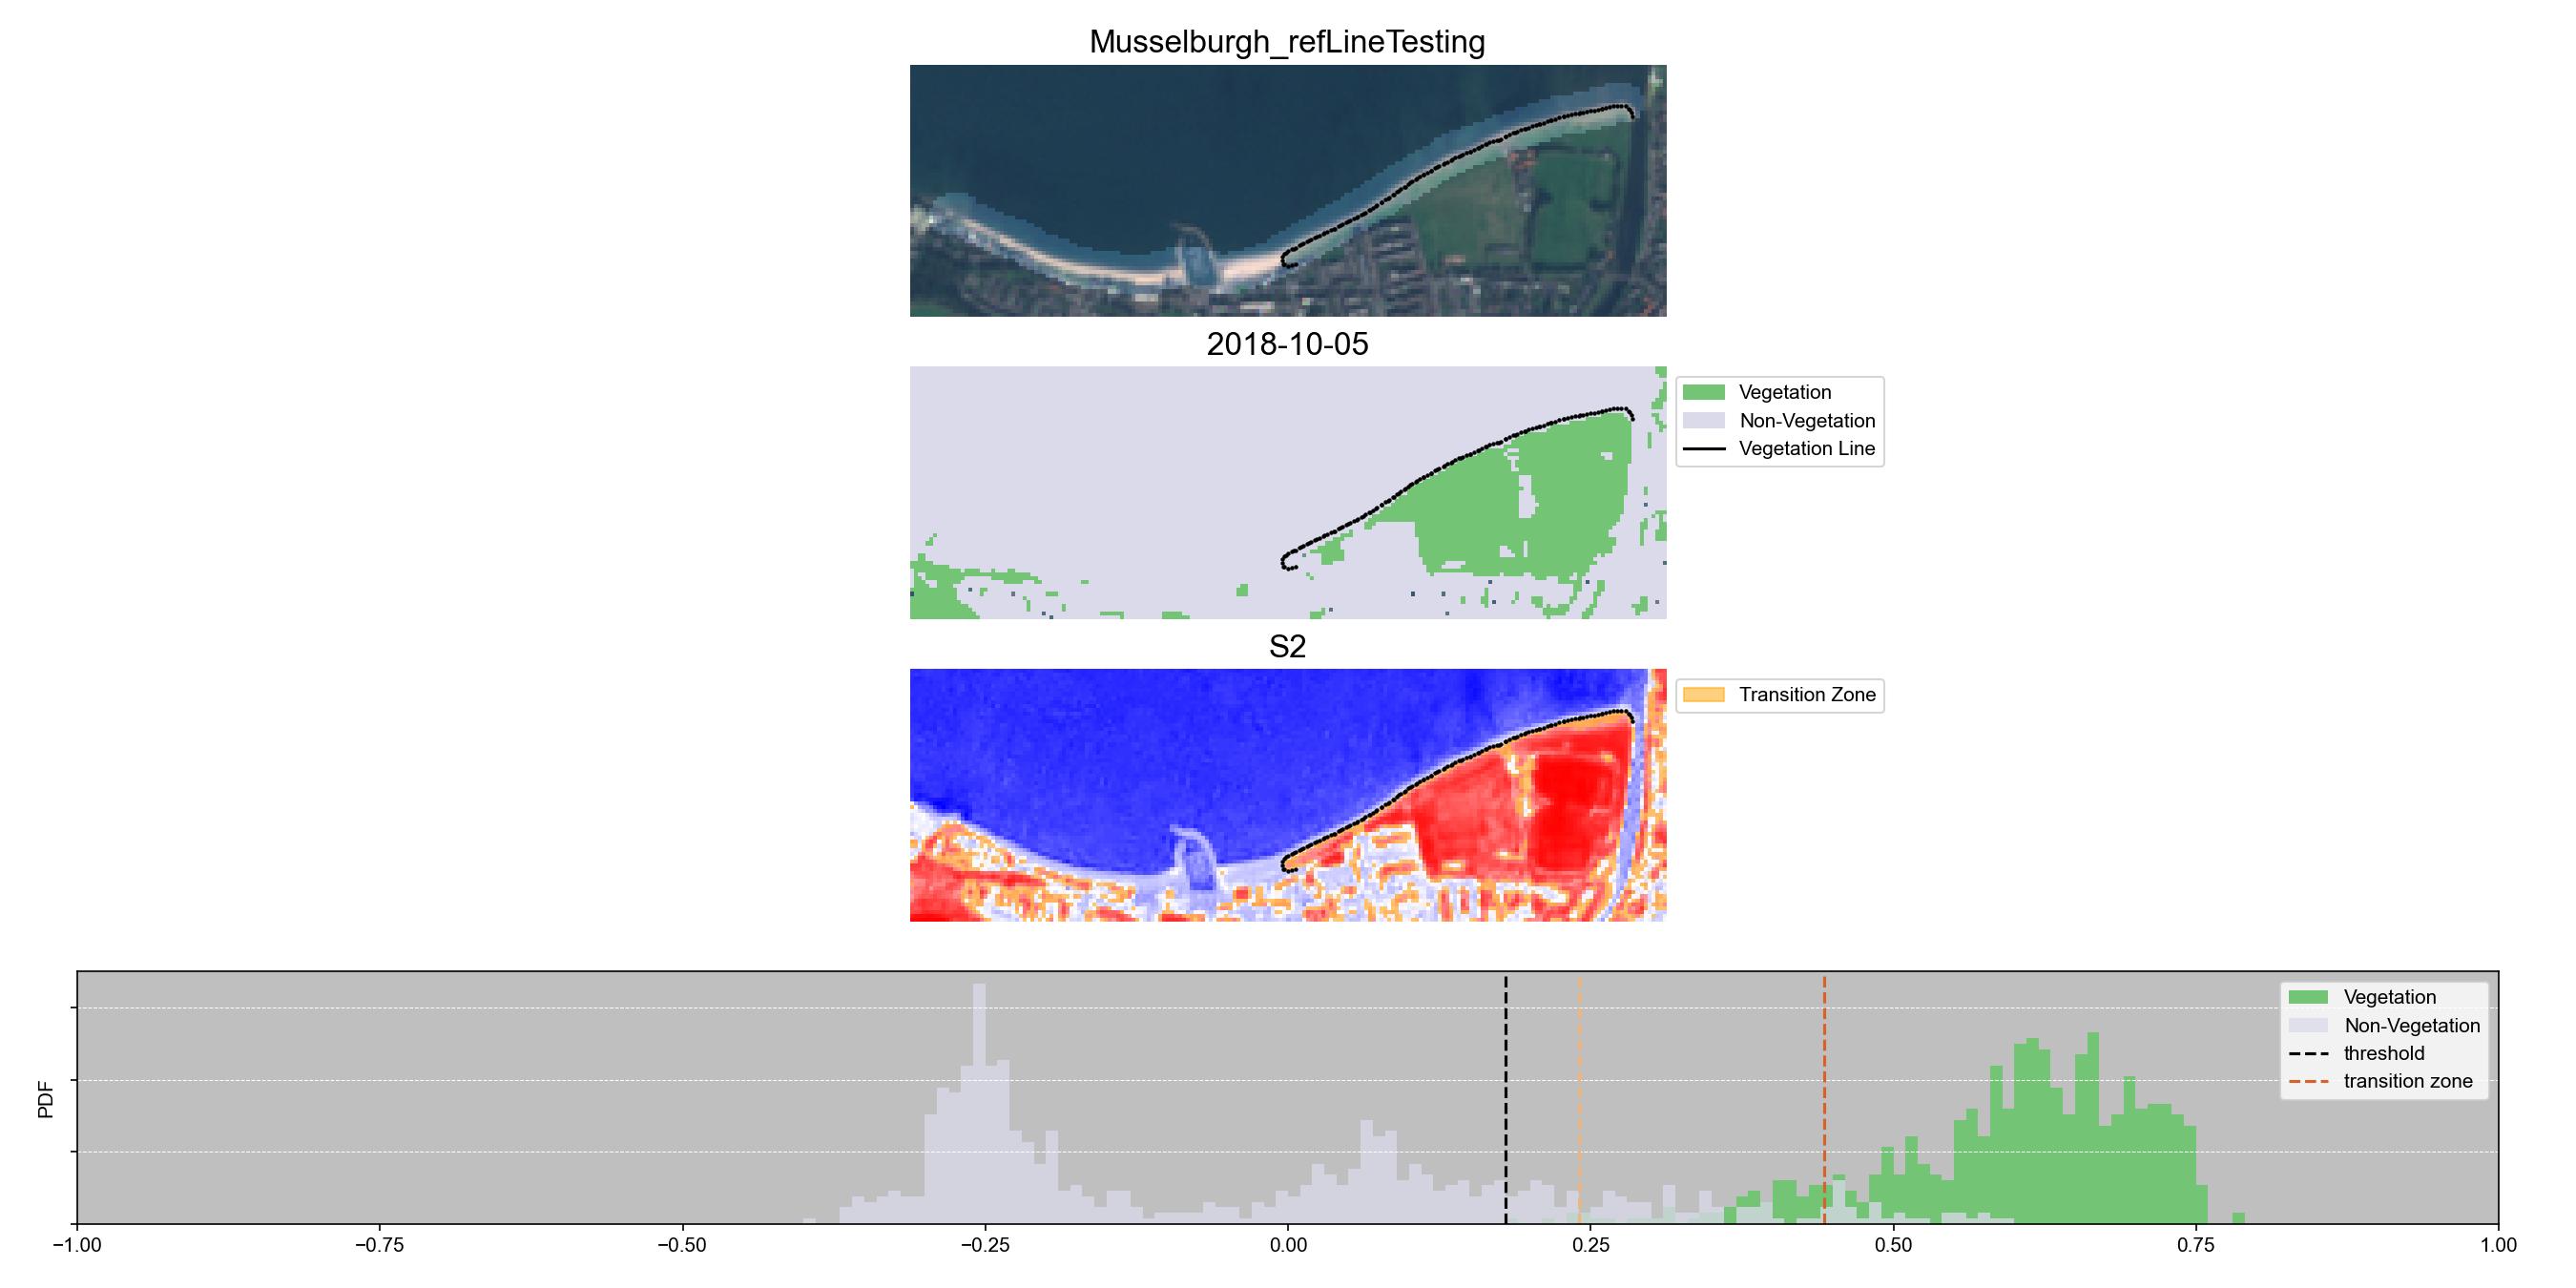 Musselburgh_refLineTesting
2018-10-05
Vegetation
Non-Vegetation
Vegetation Line
S2
Transition Zone
PDF
Vegetation
Non-Vegetation
threshold
transition zone
−1.00 −0.75 −0.50 −0.25 0.00 0.25 0.50 0.75 1.00